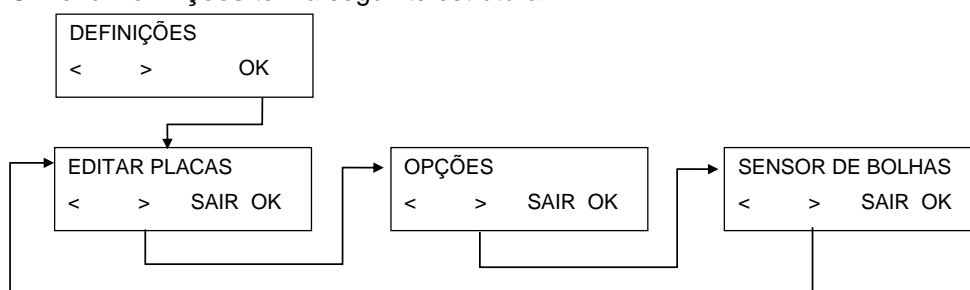 DEFINIÇÕES
< > OK
EDITAR PLACAS
< > SAIR OK
OPÇÕES
< > SAIR OK
SENSOR DE BOLHAS
< > SAIR OK